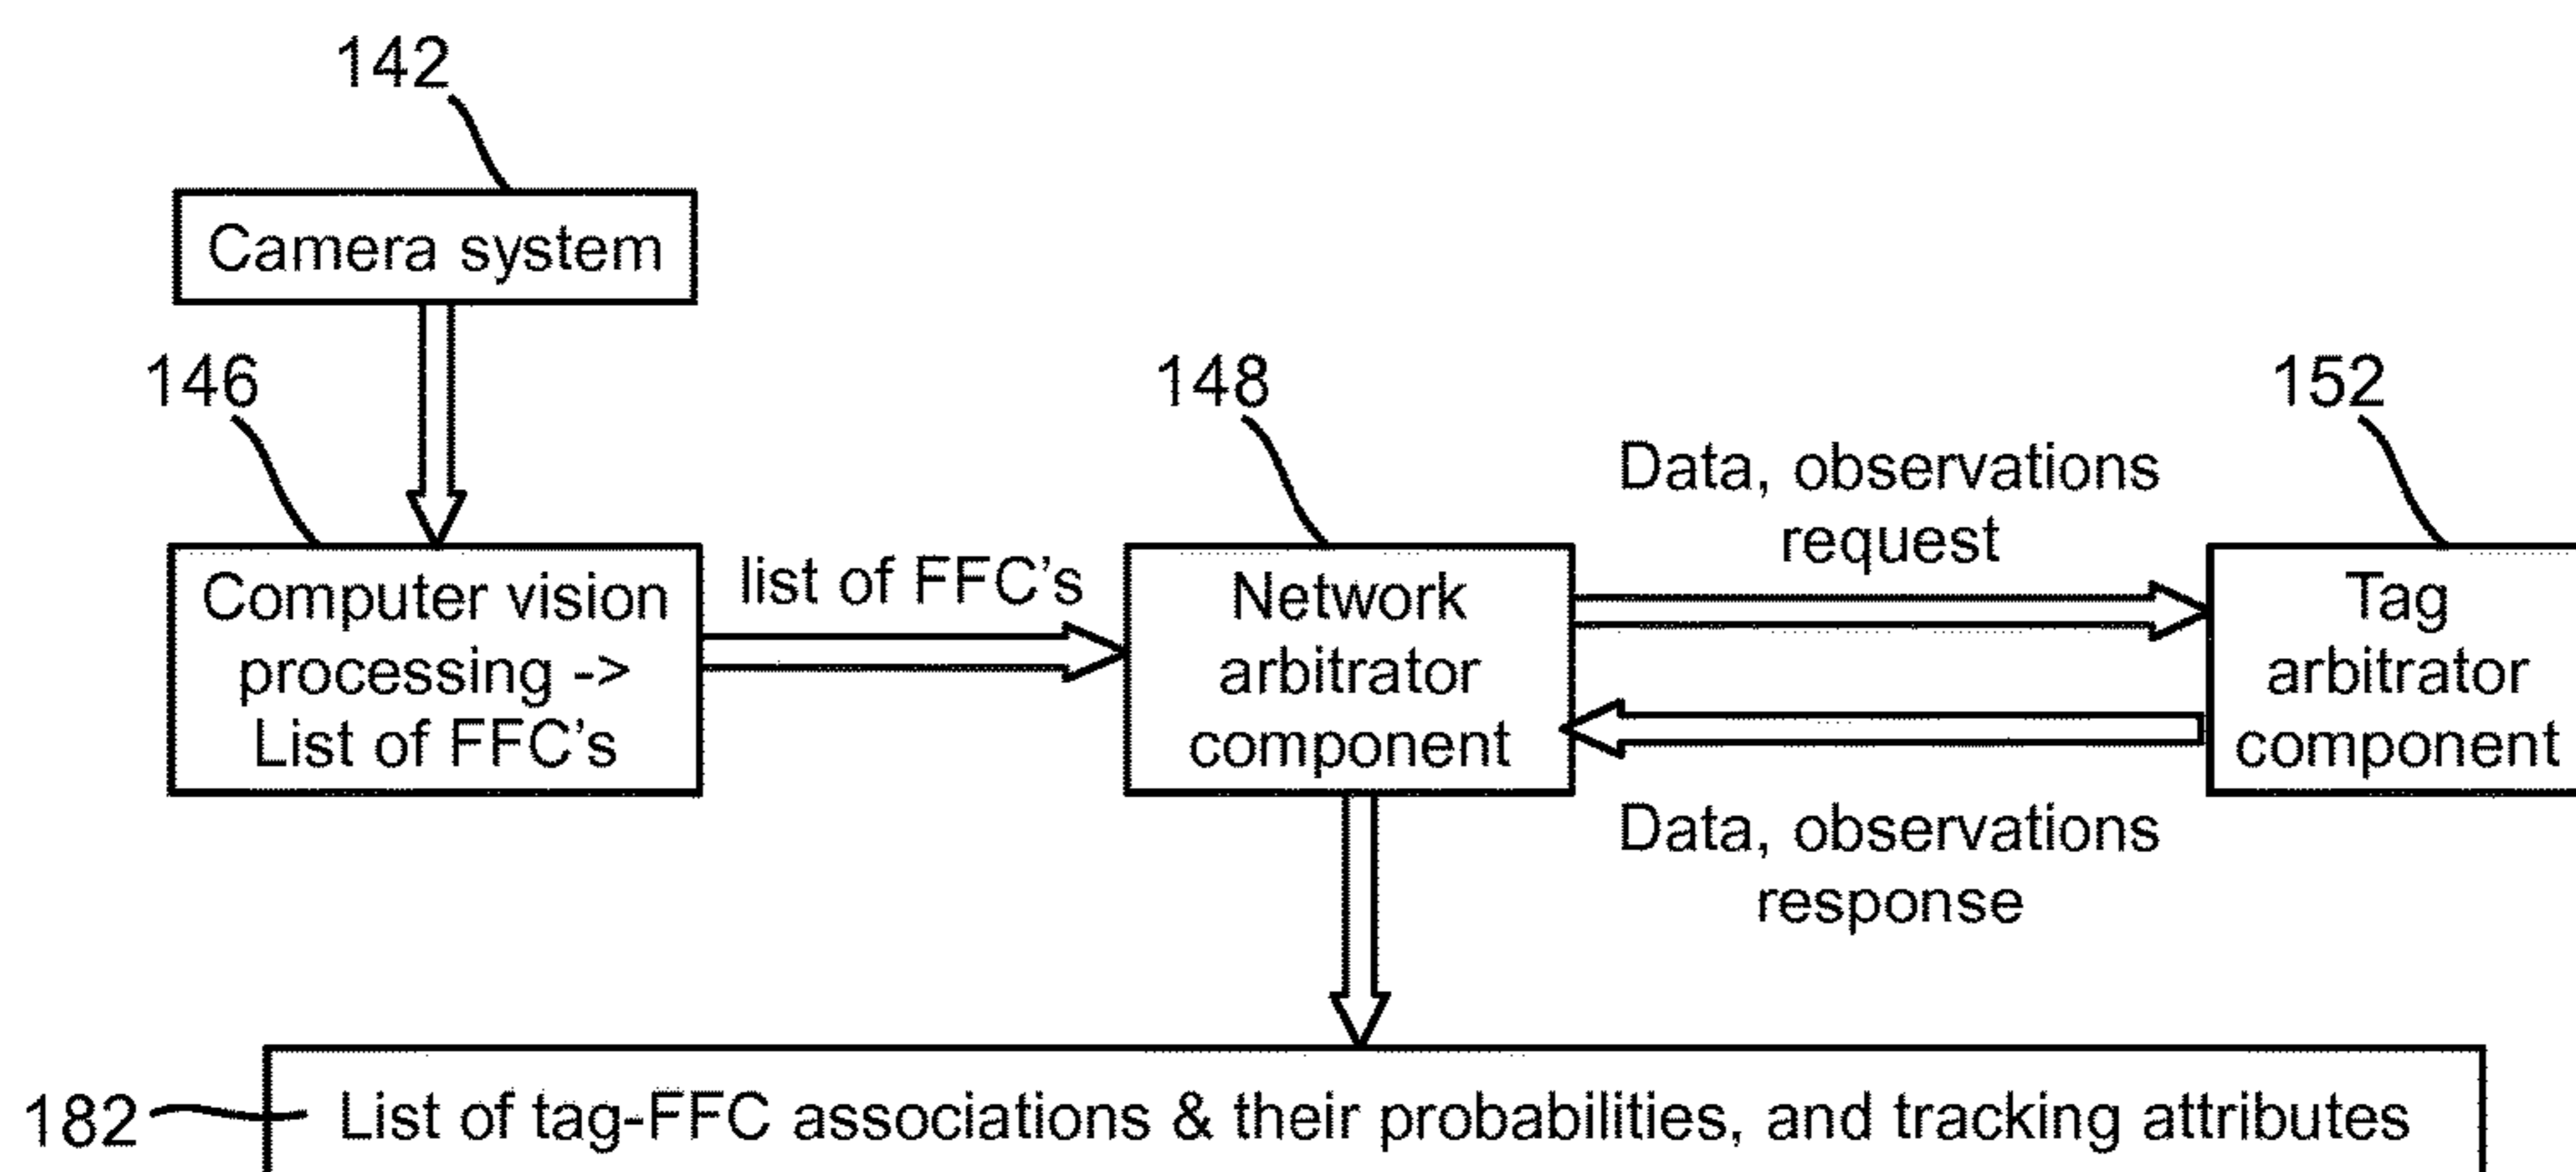 142
Camera system
146
148
152
Data, observations
request
list of FFC's
Computer vision
processing ->
List of FFC's
Network
arbitrator
component
Tag
arbitrator
component
Data, observations
response
182
List of tag-FFC associations & their probabilities, and tracking attributes